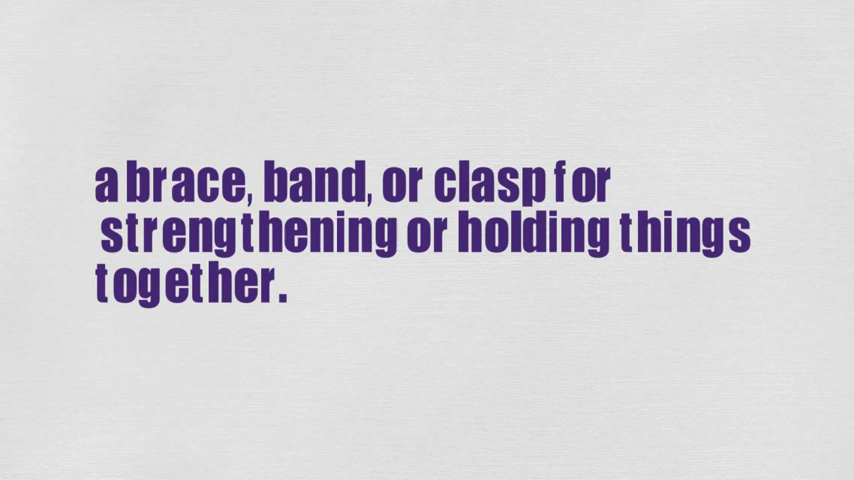 a brace, band, or clasp for
strengthening or holding things
together.